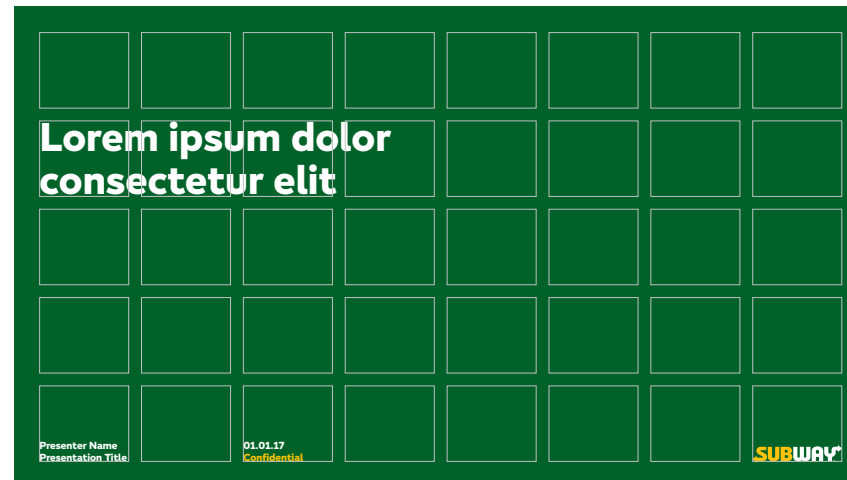 Lorem ipsum dolor
consectetur elit
Presenter Name
Presentation Title
01.01.17
Confidential
SUBWAY